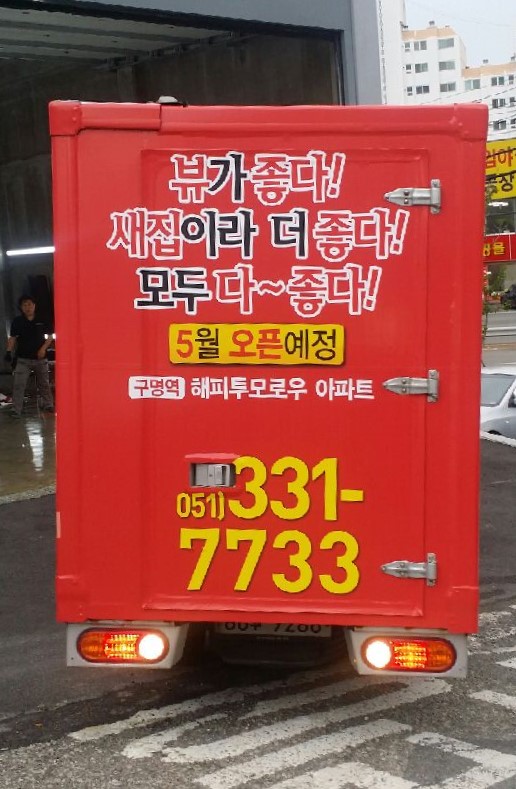 뷰가 좋다!
새집이라 더 좋다!
모두 다~좋다!
5월 오픈예정
구명역 해피투모로우 아파트
051)331-
7733